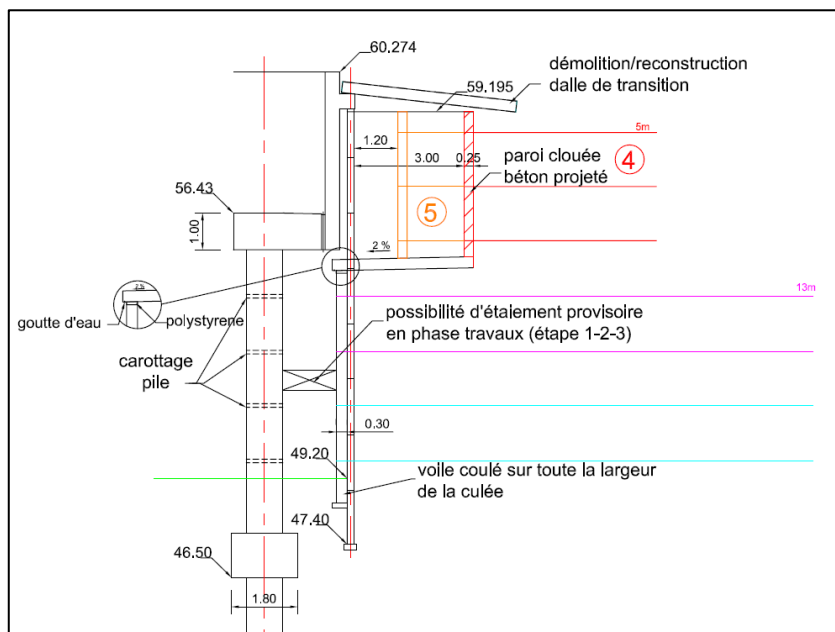 60.274
démolition/reconstruction
dalle de transition
59.195
5m
1.20
3.00
0.25
paroi clouée
béton projeté
4
56.43
5
1.00
2 %
2%
13m
goutte d'eau
polystyrene
possibilité d'étaiement provisoire
en phase travaux (étape 1-2-3)
carottage
pile
0.30
49.20
voile coulé sur toute la largeur
de la culée
47.40
46.50
1.80